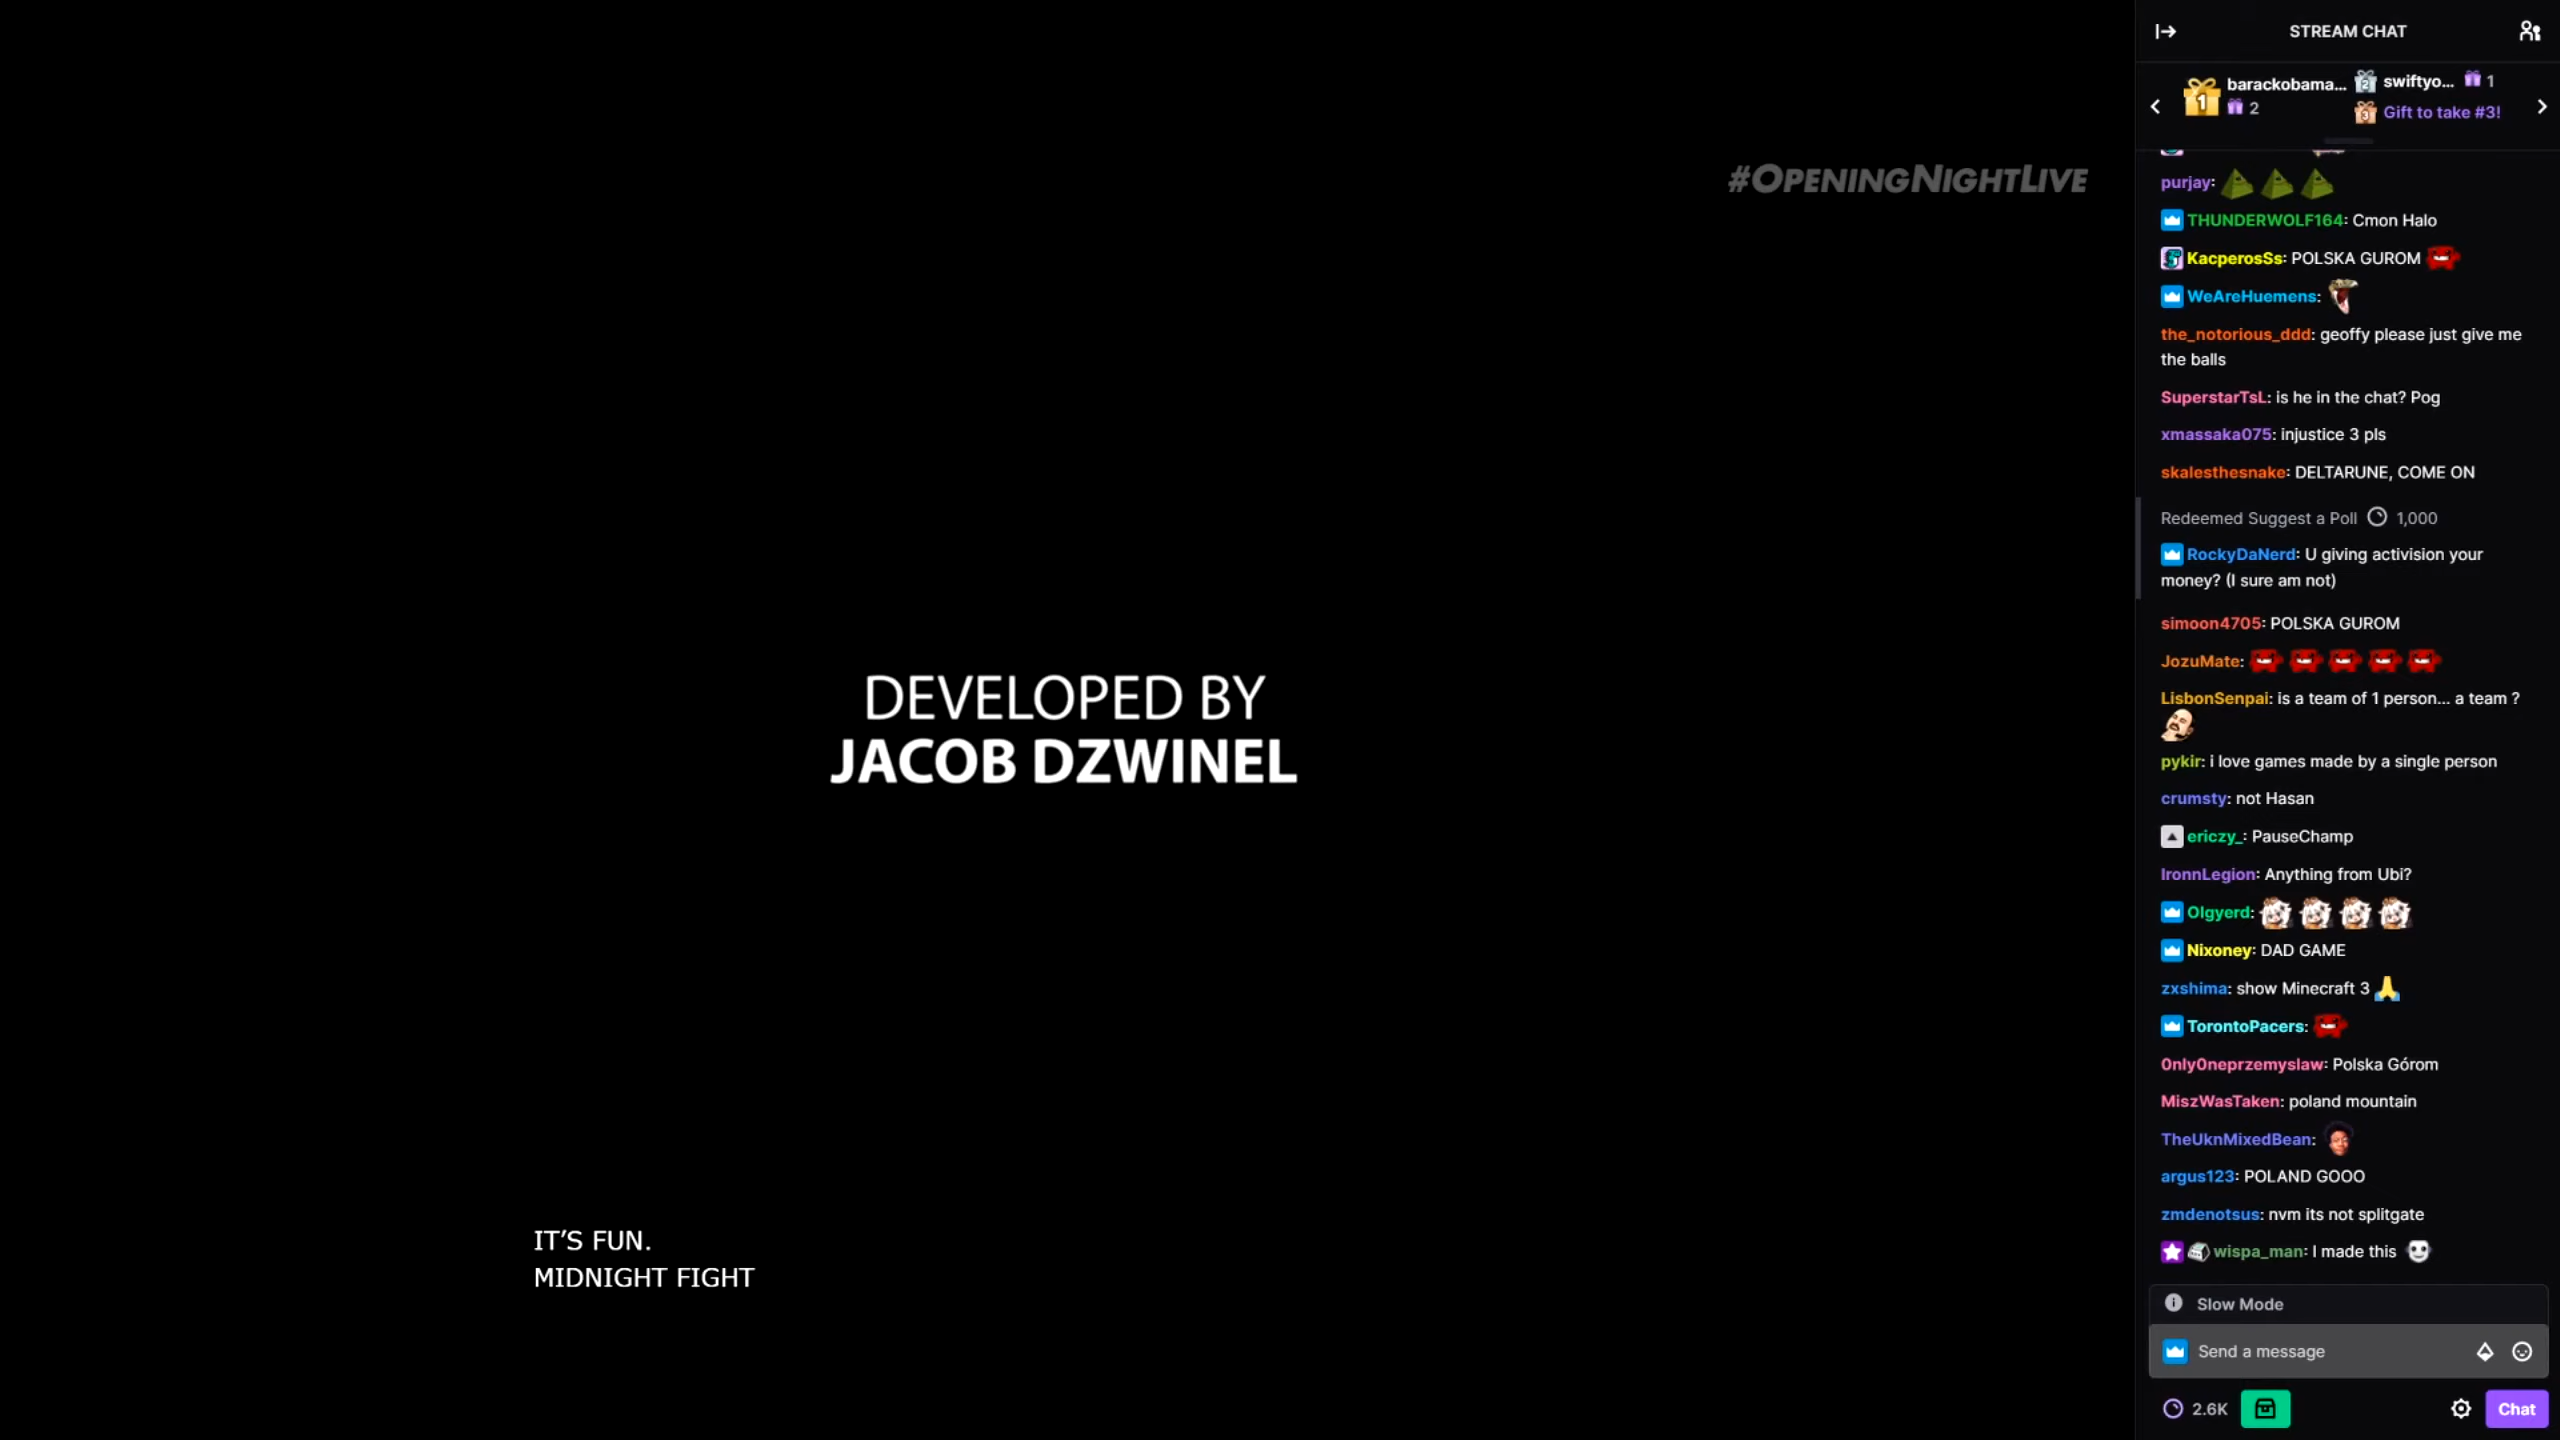 #OPENINGNIGHTLIVE
DEVELOPED BY
JACOB DZWINEL
IT'S FUN.
MIDNIGHT FIGHT
STREAM CHAT
1
barackobama...
2
2
swiftyo...
1
3
Gift to take #3!
purjay:
THUNDERWOLF164: Cmon Halo
KacperosSs: POLSKA GUROM
WeAreHuemens:
the_notorious_ddd: geoffy please just give me
the balls
SuperstarTsL: is he in the chat? Pog
xmassaka075: injustice 3 pls
skalesthesnake: DELTARUNE, COME ON
Redeemed Suggest a Poll 1,000
RockyDaNerd: U giving activision your
money? (I sure am not)
simoon4705: POLSKA GUROM
JozuMate:
LisbonSenpai: is a team of 1 person... a team ?
pykir: i love games made by a single person
crumsty: not Hasan
ericzy_: PauseChamp
IronnLegion: Anything from Ubi?
Olgyerd:
Nixoney: DAD GAME
zxshima: show Minecraft 3
TorontoPacers:
0nly0neprzemyslaw: Polska Górom
MiszWasTaken: poland mountain
TheUknMixedBean:
argus123: POLAND GOOO
zmdenotsus: nvm its not splitgate
wispa_man: I made this
Slow Mode
Send a message
2.6K
Chat